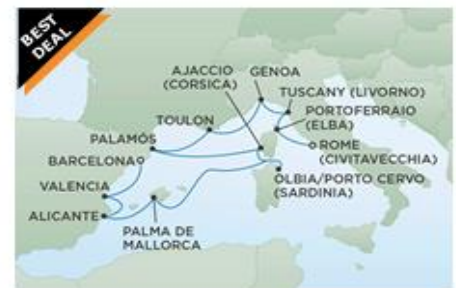 BEST
DEAL
AJACCIO
(CORSICA)
GENOA
TUSCANY (LIVORNO)
PORTOFERRAIO
(ELBA)
TOULON
PALAMÓS
ROME
(CIVITAVECCHIA)
BARCELONA
OLBIA/PORTO CERVO
(SARDINIA)
VALENCIA
ALICANTE
PALMA DE
MALLORCA